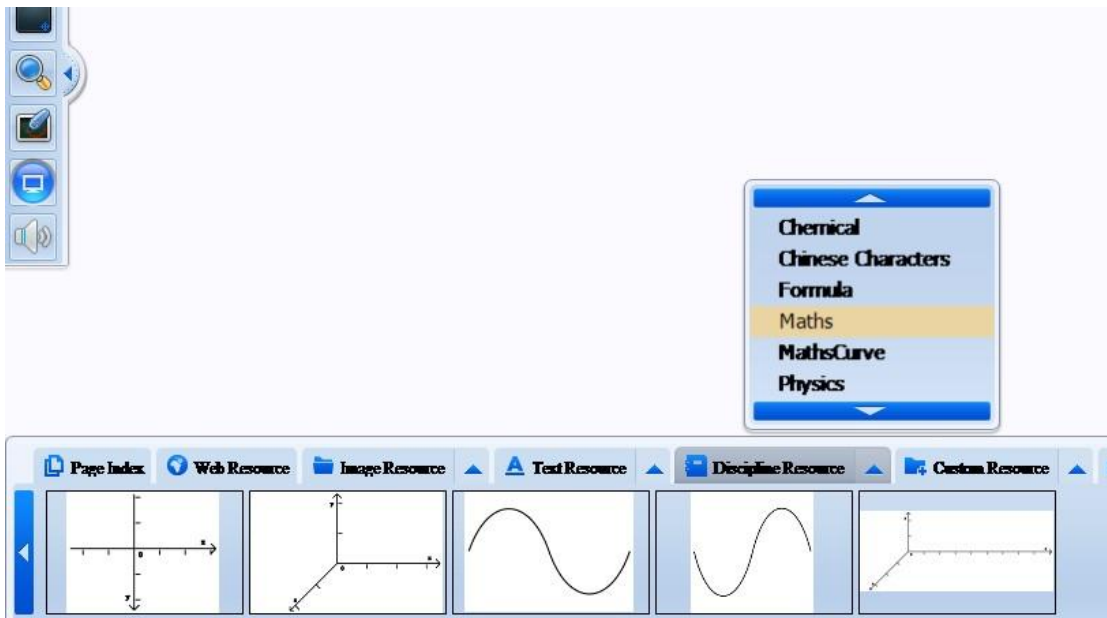 Chemical
Chinese Characters
Formula
Maths
MathsCurve
Physics
Page Index Web Resource Image Resource Text Resource Discipline Resource Custom Resource